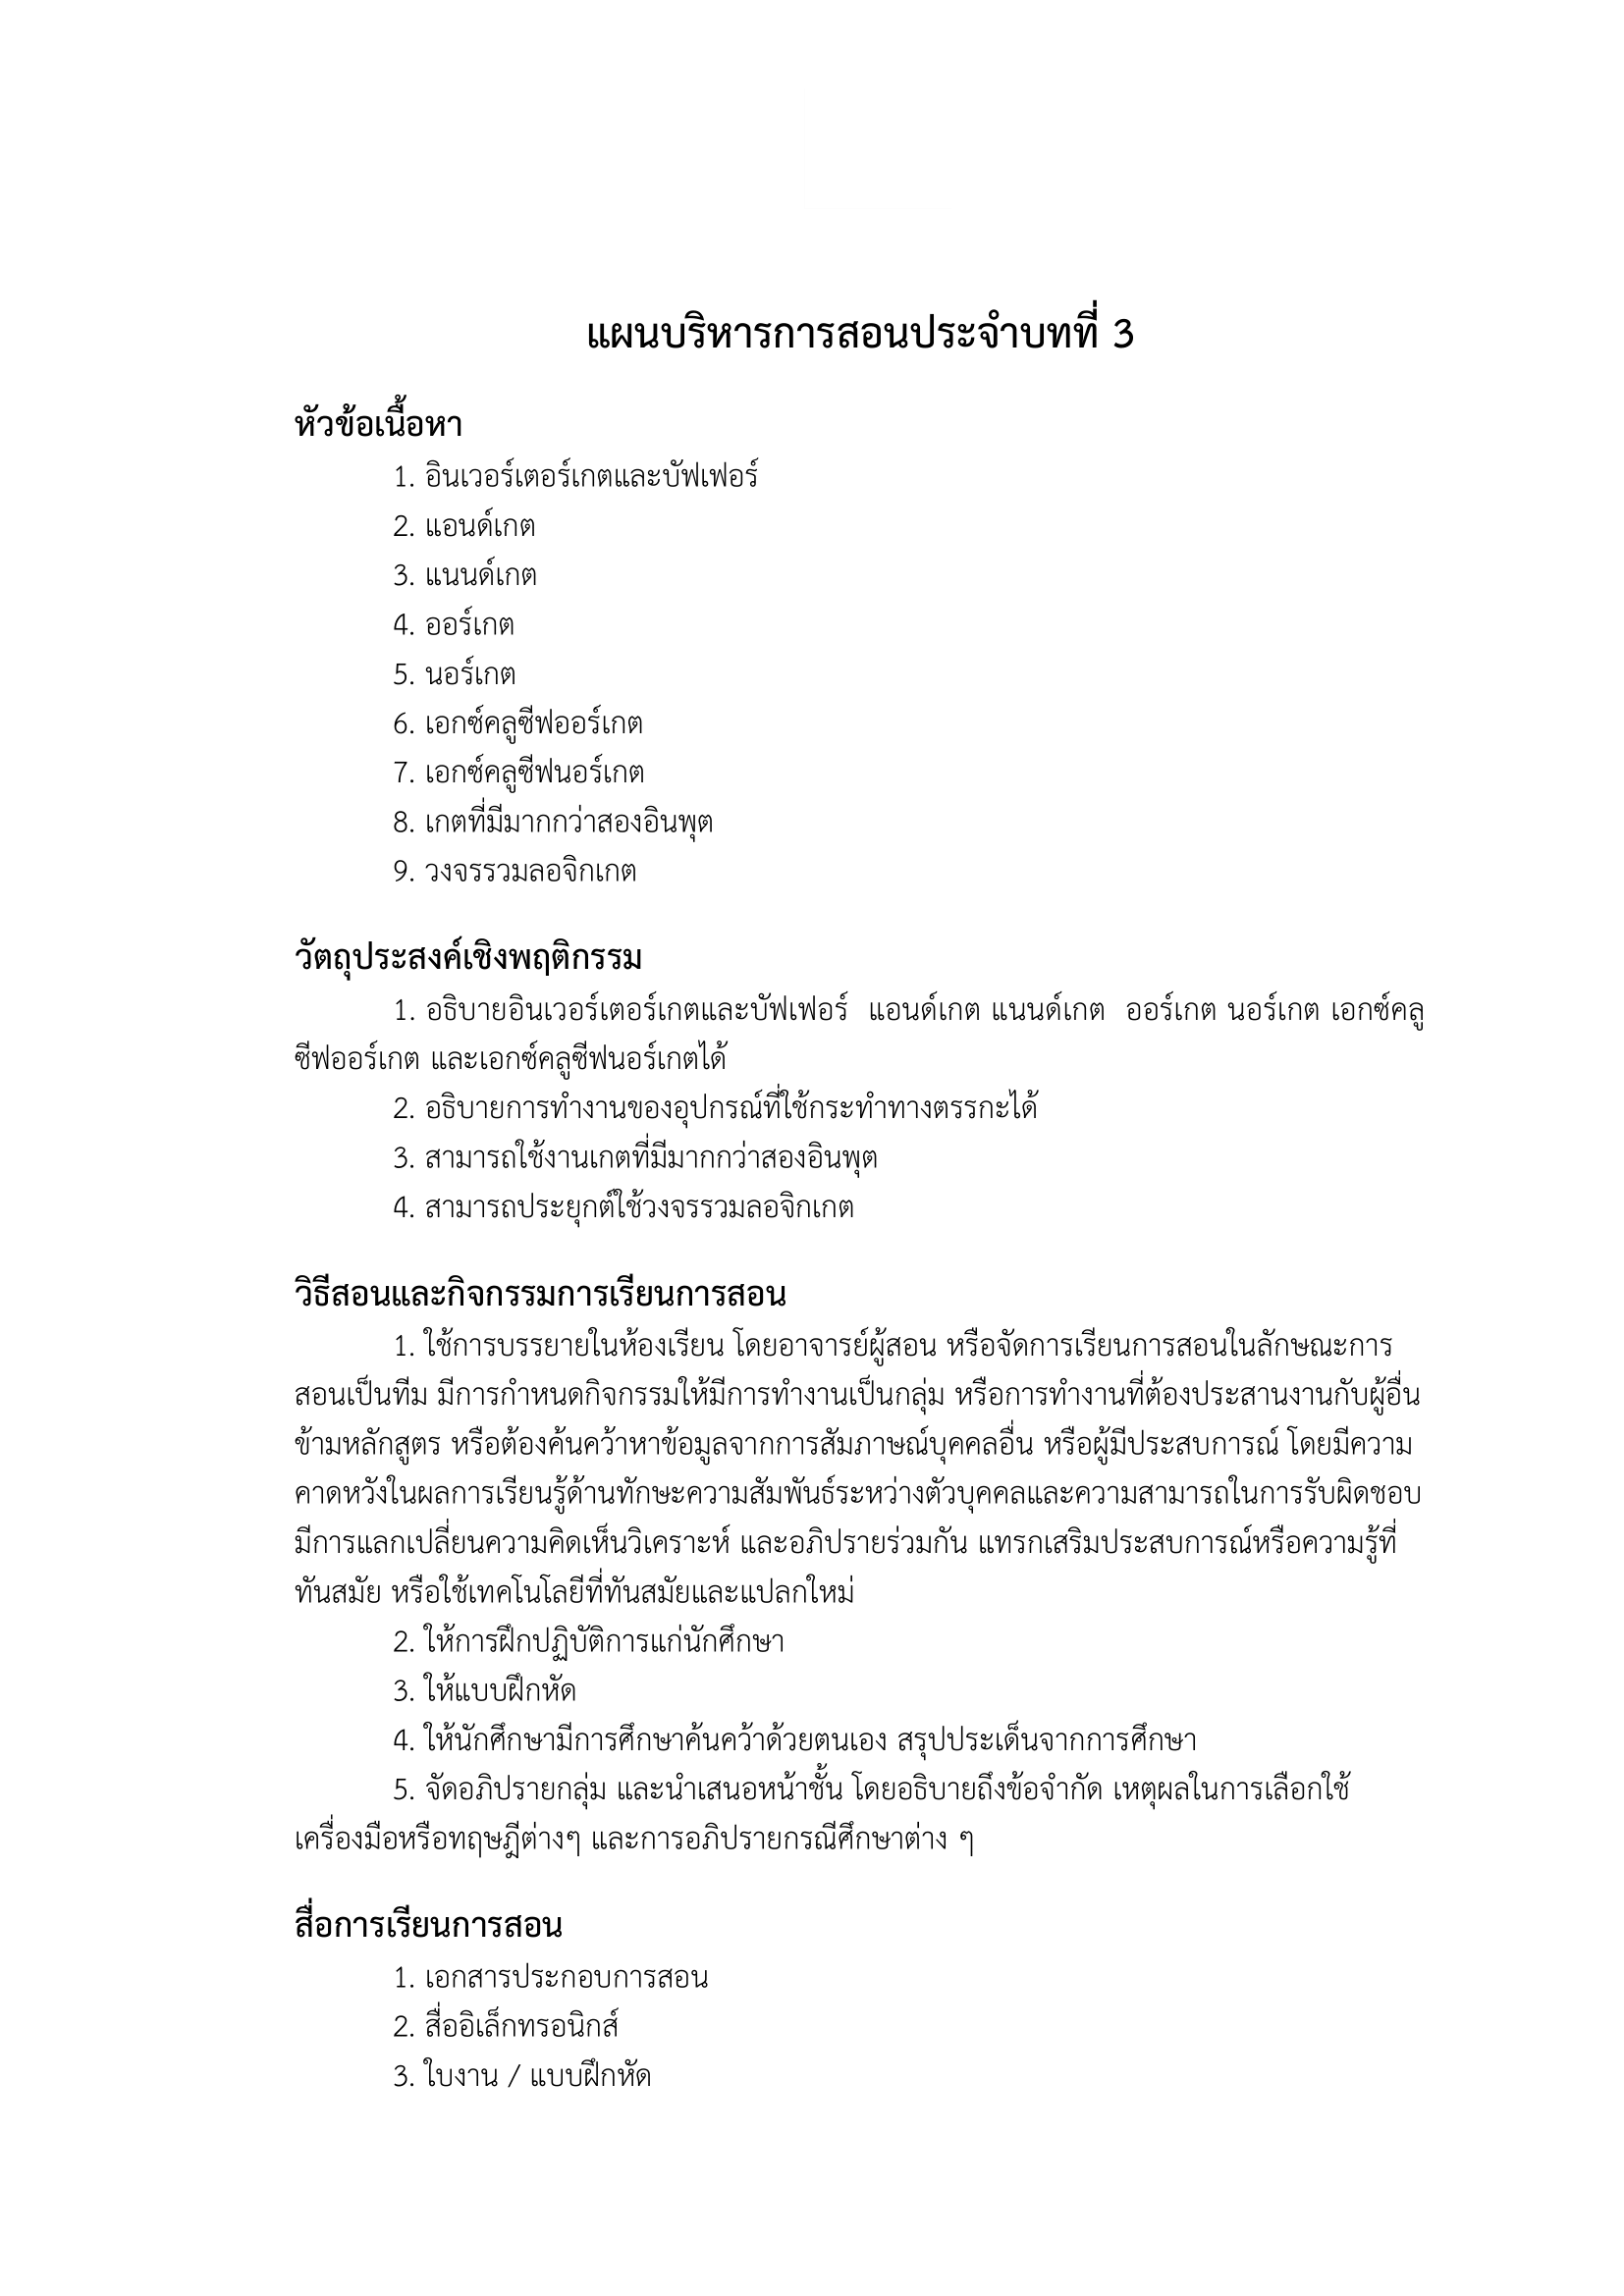 แผนบริหารการสอนประจำบทที่ 3
หัวข้อเนื้อหา
1. อินเวอร์เตอร์เกตและบัฟเฟอร์
2. แอนด์เกต
3. แนนด์เกต
4. ออร์เกต
5. นอร์เกต
6. เอกซ์คลูซีฟออร์เกต
7. เอกซ์คลูซีฟนอร์เกต
8. เกตที่มีมากกว่าสองอินพุต
9. วงจรรวมลอจิกเกต
วัตถุประสงค์เชิงพฤติกรรม
1. อธิบายอินเวอร์เตอร์เกตและบัฟเฟอร์ แอนด์เกต แนนด์เกต ออร์เกต นอร์เกต เอกซ์คลู
ซีฟออร์เกต และเอกซ์คลูซีฟนอร์เกตได้
2. อธิบายการทำงานของอุปกรณ์ที่ใช้กระทำทางตรรกะได้
3. สามารถใช้งานเกตที่มีมากกว่าสองอินพุต
4. สามารถประยุกต์ใช้วงจรรวมลอจิกเกต
วิธีสอนและกิจกรรมการเรียนการสอน
1. ใช้การบรรยายในห้องเรียน โดยอาจารย์ผู้สอน หรือจัดการเรียนการสอนในลักษณะการ
สอนเป็นทีม มีการกำหนดกิจกรรมให้มีการทำงานเป็นกลุ่ม หรือการทำงานที่ต้องประสานงานกับผู้อื่น
ข้ามหลักสูตร หรือต้องค้นคว้าหาข้อมูลจากการสัมภาษณ์บุคคลอื่น หรือผู้มีประสบการณ์ โดยมีความ
คาดหวังในผลการเรียนรู้ด้านทักษะความสัมพันธ์ระหว่างตัวบุคคลและความสามารถในการรับผิดชอบ
มีการแลกเปลี่ยนความคิดเห็นวิเคราะห์ และอภิปรายร่วมกัน แทรกเสริมประสบการณ์หรือความรู้ที่
ทันสมัย หรือใช้เทคโนโลยีที่ทันสมัยและแปลกใหม่
2. ให้การฝึกปฏิบัติการแก่นักศึกษา
3. ให้แบบฝึกหัด
4. ให้นักศึกษามีการศึกษาค้นคว้าด้วยตนเอง สรุปประเด็นจากการศึกษา
5. จัดอภิปรายกลุ่ม และนำเสนอหน้าชั้น โดยอธิบายถึงข้อจำกัด เหตุผลในการเลือกใช้
เครื่องมือหรือทฤษฎีต่างๆ และการอภิปรายกรณีศึกษาต่าง ๆ
สื่อการเรียนการสอน
1. เอกสารประกอบการสอน
2. สื่ออิเล็กทรอนิกส์
3. ใบงาน / แบบฝึกหัด